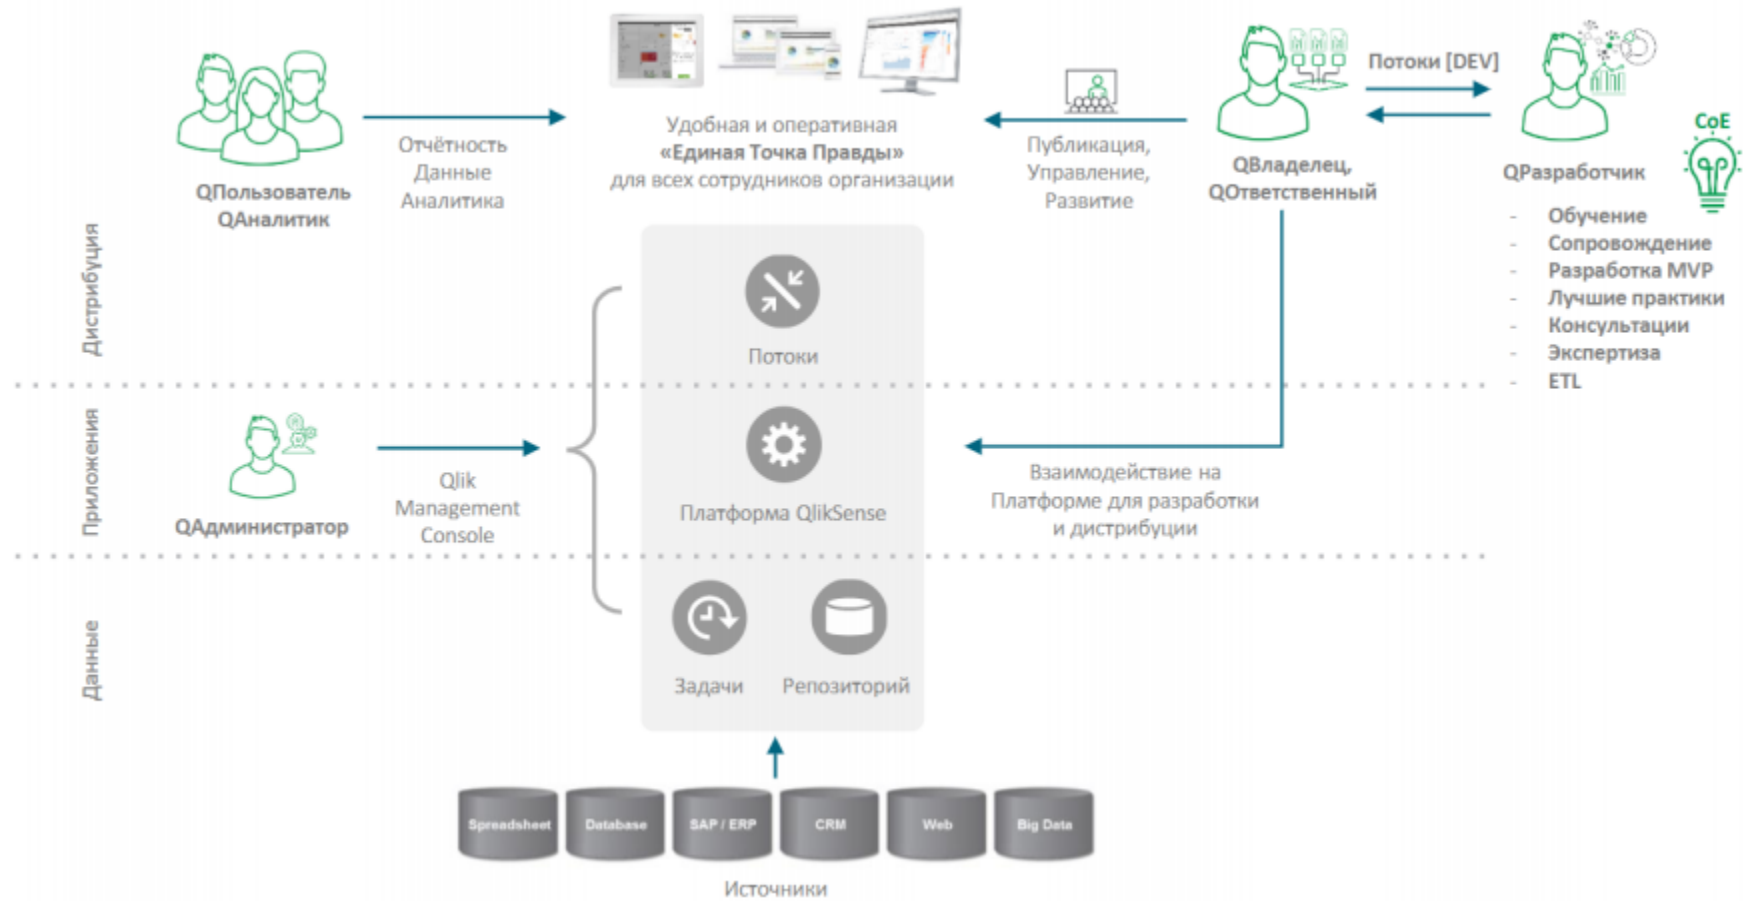 Потоки [DEV]
CoE
QПользователь
QАналитик
Отчётность
Данные
Аналитика
Удобная и оперативная
«Единая Точка Правды»
для всех сотрудников организации
Публикация,
Управление,
Развитие
QВладелец,
QОтветственный
QРазработчик
- Обучение
- Сопровождение
- Разработка MVP
- Лучшие практики
- Консультации
- Экспертиза
- ETL
Дистрибуция
Потоки
Приложения
QАдминистратор
Qlik
Management
Console
Платформа QlikSense
Взаимодействие на
Платформе для разработки
и дистрибуции
Данные
Задачи
Репозиторий
Spreadsheet
Database
SAP / ERP
CRM
Web
Big Data
Источники